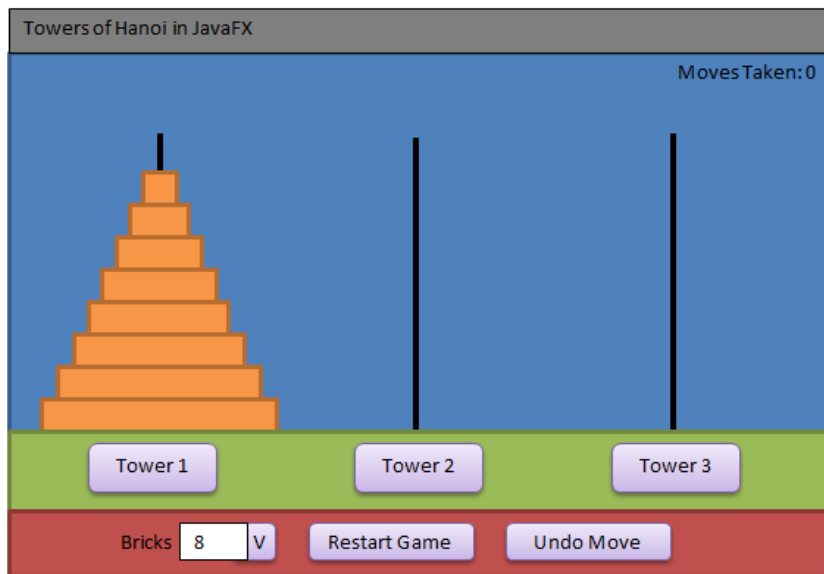 Towers of Hanoi in JavaFX
Moves Taken: 0
Tower 1
Tower 2
Tower 3
Bricks 8 V Restart Game Undo Move